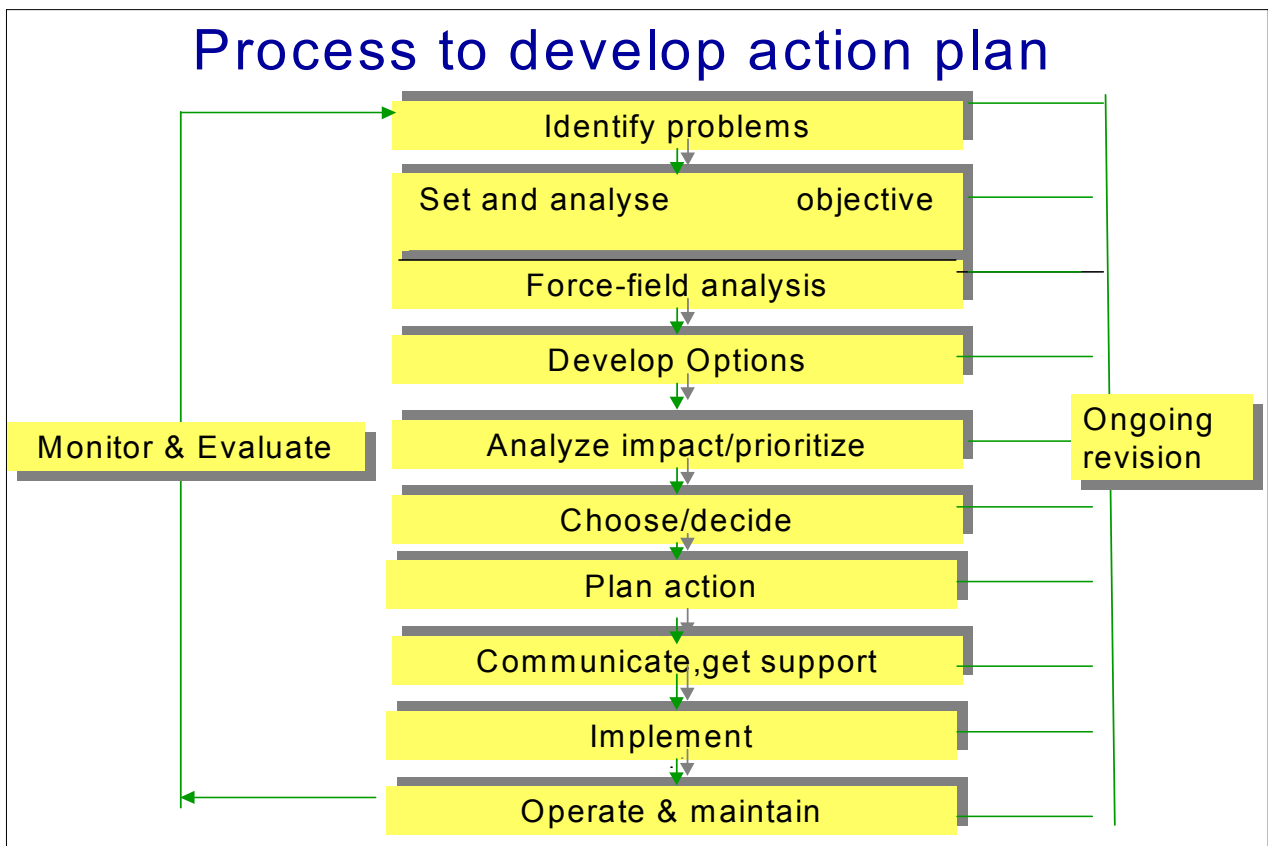 Process to develop action plan
Identify problems
Set and analyse objective
Force-field analysis
Develop Options
Analyze impact/prioritize
Choose/decide
Plan action
Communicate,get support
Implement
Operate & maintain
Monitor & Evaluate
Ongoing
revision